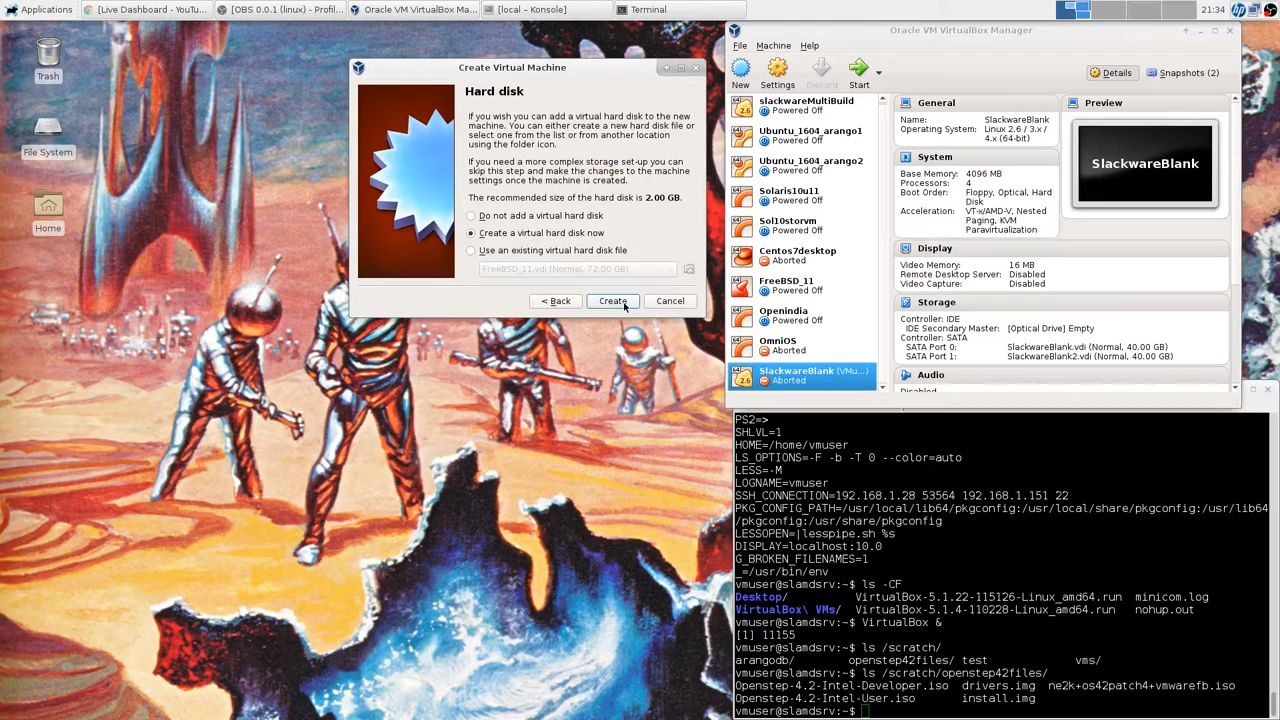 Applications
[Live Dashboard - YouTu...
[OBS 0.0.1 (linux) - Profil...
Oracle VM VirtualBox Ma...
[local – Konsole]
Terminal
21:34
Trash
File System
Home
Create Virtual Machine
Hard disk
If you wish you can add a virtual hard disk to the new
machine. You can either create a new hard disk file or
select one from the list or from another location
using the folder icon.
If you need a more complex storage set-up you can
skip this step and make the changes to the machine
settings once the machine is created.
The recommended size of the hard disk is 2.00 GB.
Do not add a virtual hard disk
Create a virtual hard disk now
Use an existing virtual hard disk file
FreeBSD_11.vdi (Normal, 72.00 GB)
< Back
Create
Cancel
Oracle VM VirtualBox Manager
File Machine Help
New
Settings
Discard
Start
Details
Snapshots (2)
slackwareMultiBuild
Powered Off
Ubuntu_1604_arango1
Powered Off
Ubuntu_1604_arango2
Powered Off
Solaris10u11
Powered Off
Sol10storvm
Powered Off
Centos7desktop
Aborted
FreeBSD_11
Powered Off
Openindia
Powered Off
OmniOS
Aborted
SlackwareBlank (VMu...)
Aborted
General
Name: SlackwareBlank
Operating System: Linux 2.6 / 3.x /
4.x (64-bit)
System
Base Memory: 4096 MB
Processors: 4
Boot Order: Floppy, Optical, Hard
Disk
Acceleration: VT-x/AMD-V, Nested
Paging, KVM
Paravirtualization
Preview
SlackwareBlank
Display
Video Memory: 16 MB
Remote Desktop Server: Disabled
Video Capture: Disabled
Storage
Controller: IDE
IDE Secondary Master: [Optical Drive] Empty
Controller: SATA
SATA Port 0: SlackwareBlank.vdi (Normal, 40.00 GB)
SATA Port 1: SlackwareBlank2.vdi (Normal, 40.00 GB)
Audio
Disabled
PS2=>
SHLVL=1
HOME=/home/vmuser
LS_OPTIONS=-F -b -T 0 --color=auto
LESS=-M
LOGNAME=vmuser
SSH_CONNECTION=192.168.1.28 53564 192.168.1.151 22
PKG_CONFIG_PATH=/usr/local/lib64/pkgconfig:/usr/local/share/pkgconfig:/usr/lib64
/pkgconfig:/usr/share/pkgconfig
LESSOPEN=|lesspipe.sh %s
DISPLAY=localhost:10.0
G_BROKEN_FILENAMES=1
_=/usr/bin/env
vmuser@slamdsrv:~$ ls -CF
Desktop/ VirtualBox-5.1.22-115126-Linux_amd64.run minicom.log
VirtualBox\ VMs/ VirtualBox-5.1.4-110228-Linux_amd64.run nohup.out
vmuser@slamdsrv:~$ VirtualBox &
[1] 11155
vmuser@slamdsrv:~$ ls /scratch/
arangodb/ openstep42files/ test vms/
vmuser@slamdsrv:~$ ls /scratch/openstep42files/
Openstep-4.2-Intel-Developer.iso drivers.img ne2k+os42patch4+vmwarefb.iso
Openstep-4.2-Intel-User.iso install.img
vmuser@slamdsrv:~$